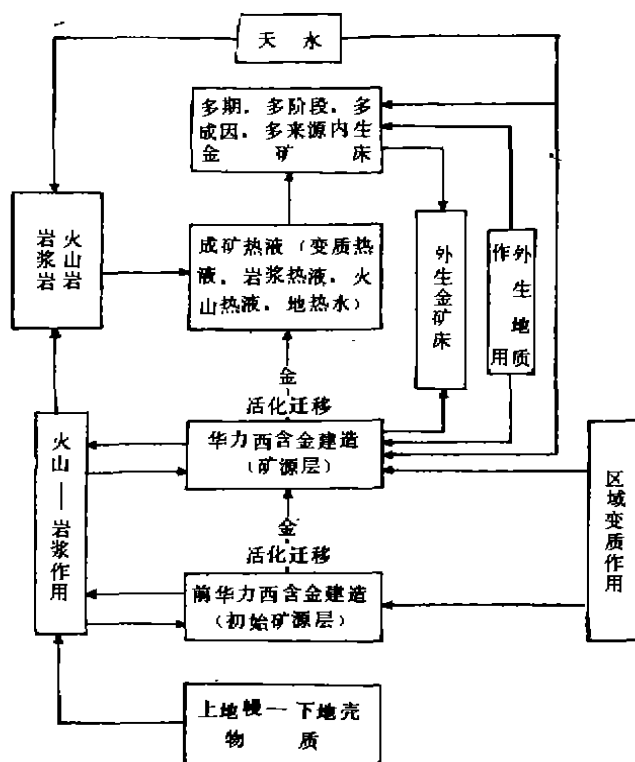 天 水
多期，多阶段，多
成因，多来源内生
金 矿 床
火山岩
岩浆岩
成矿热液（变质热
液，岩浆热液，火
山热液，地热水）
外生金矿床
外生地质
作用
金
活化迁移
华力西含金建造
（矿源层）
火山——岩浆作用
区域变质作用
金
活化迁移
前华力西含金建造
（初始矿源层）
上地幔一下地壳
物 质